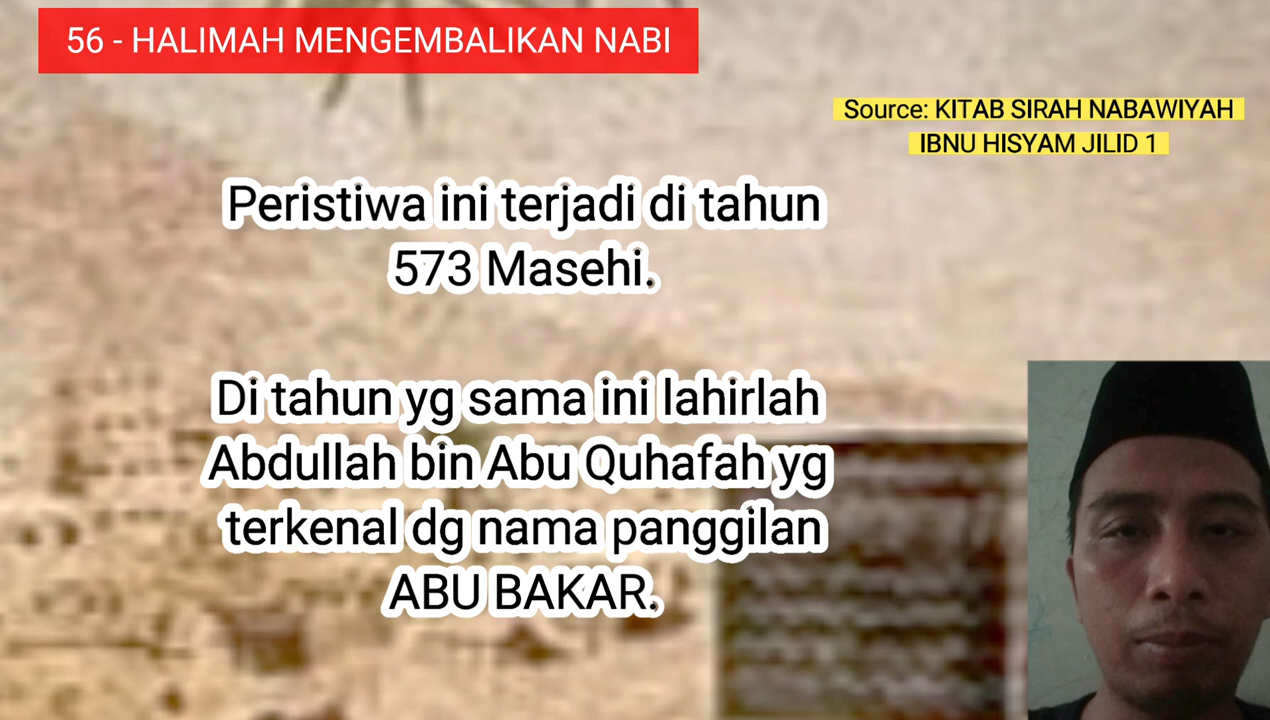 56 - HALIMAH MENGEMBALIKAN NABI
Source: KITAB SIRAH NABAWIYAH
IBNU HISYAM JILID 1
Peristiwa ini terjadi di tahun
573 Masehi.
Di tahun yg sama ini lahirlah
Abdullah bin Abu Quhafah yg
terkenal dg nama panggilan
ABU BAKAR.